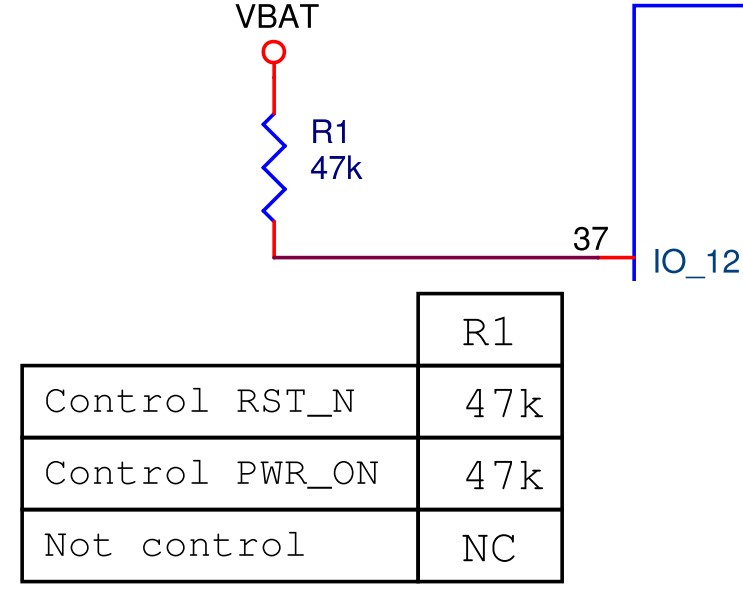 VBAT
R1
47k
37
IO_12
R1
Control RST_N 47k
Control PWR_ON 47k
Not control NC